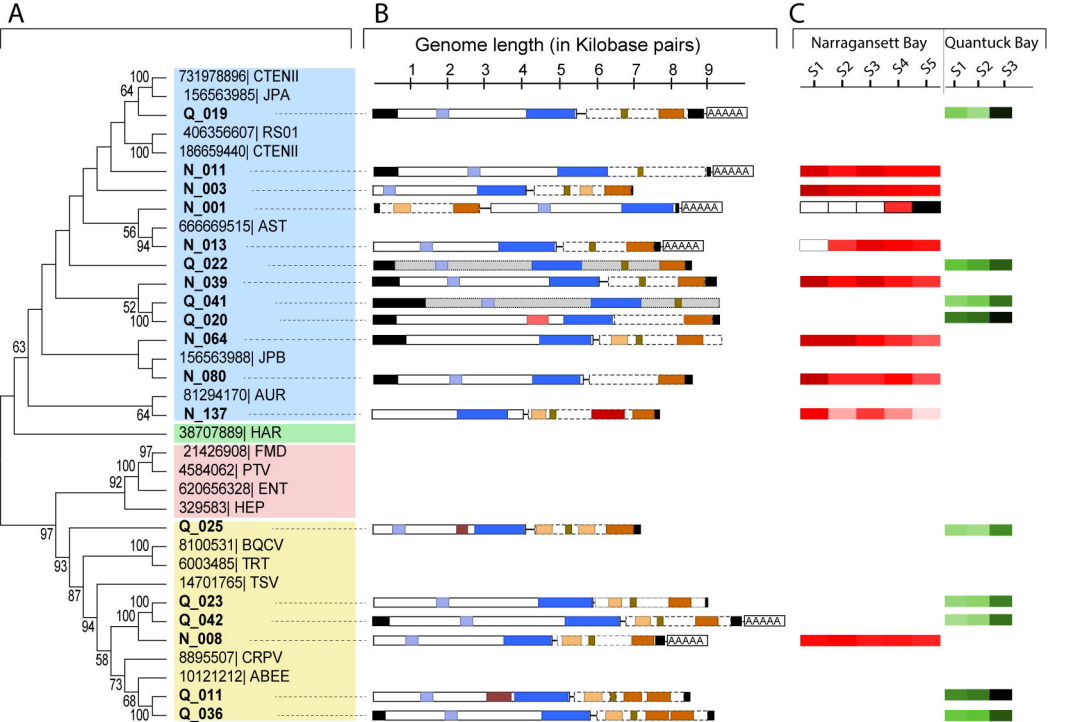 A B C
Genome length (in Kilobase pairs)
Narragansett Bay Quantuck Bay
1 2 3 4 5 6 7 8 9
S1 S2 S3 S4 S5 S1 S2 S3
100 731978896| CTENII
64 156563985| JPA
Q_019 AAAAA
406356607| RS01
100 186659440| CTENII
N_011 AAAAA
N_003
N_001 AAAAA
56 666669515| AST
94 N_013 AAAAA
Q_022
N_039
52 Q_041
100 Q_020
N_064
63
156563988| JPB
N_080
81294170| AUR
64 N_137
38707889| HAR
97 21426908| FMD
100 4584062| PTV
92 620656328| ENT
329583| HEP
97 Q_025
100 8100531| BQCV
93 6003485| TRT
87 14701765| TSV
100 Q_023
100 Q_042 AAAAA
94 N_008 AAAAA
58 8895507| CRPV
73 10121212| ABEE
68 Q_011
100 Q_036